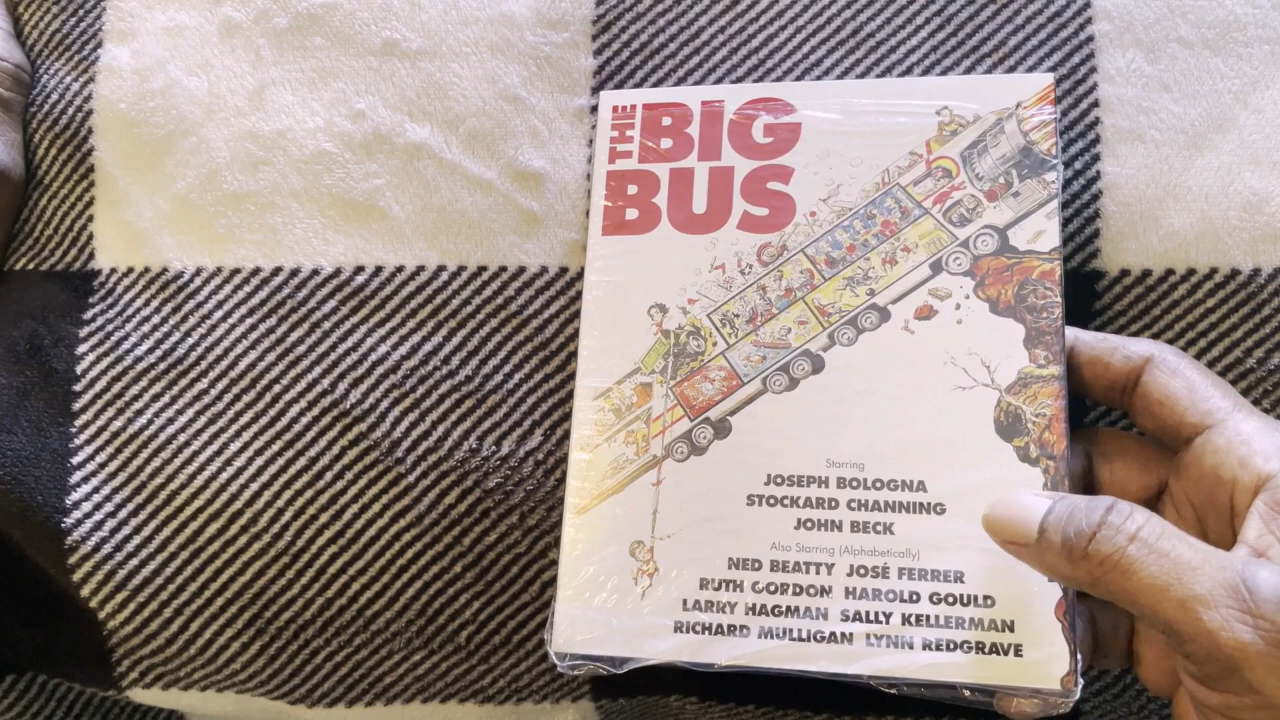 THE BIG
BUS
Starring
JOSEPH BOLOGNA
STOCKARD CHANNING
JOHN BECK
Also Starring (Alphabetically)
NED BEATTY JOSÉ FERRER
RUTH GORDON HAROLD GOULD
LARRY HAGMAN SALLY KELLERMAN
RICHARD MULLIGAN LYNN REDGRAVE